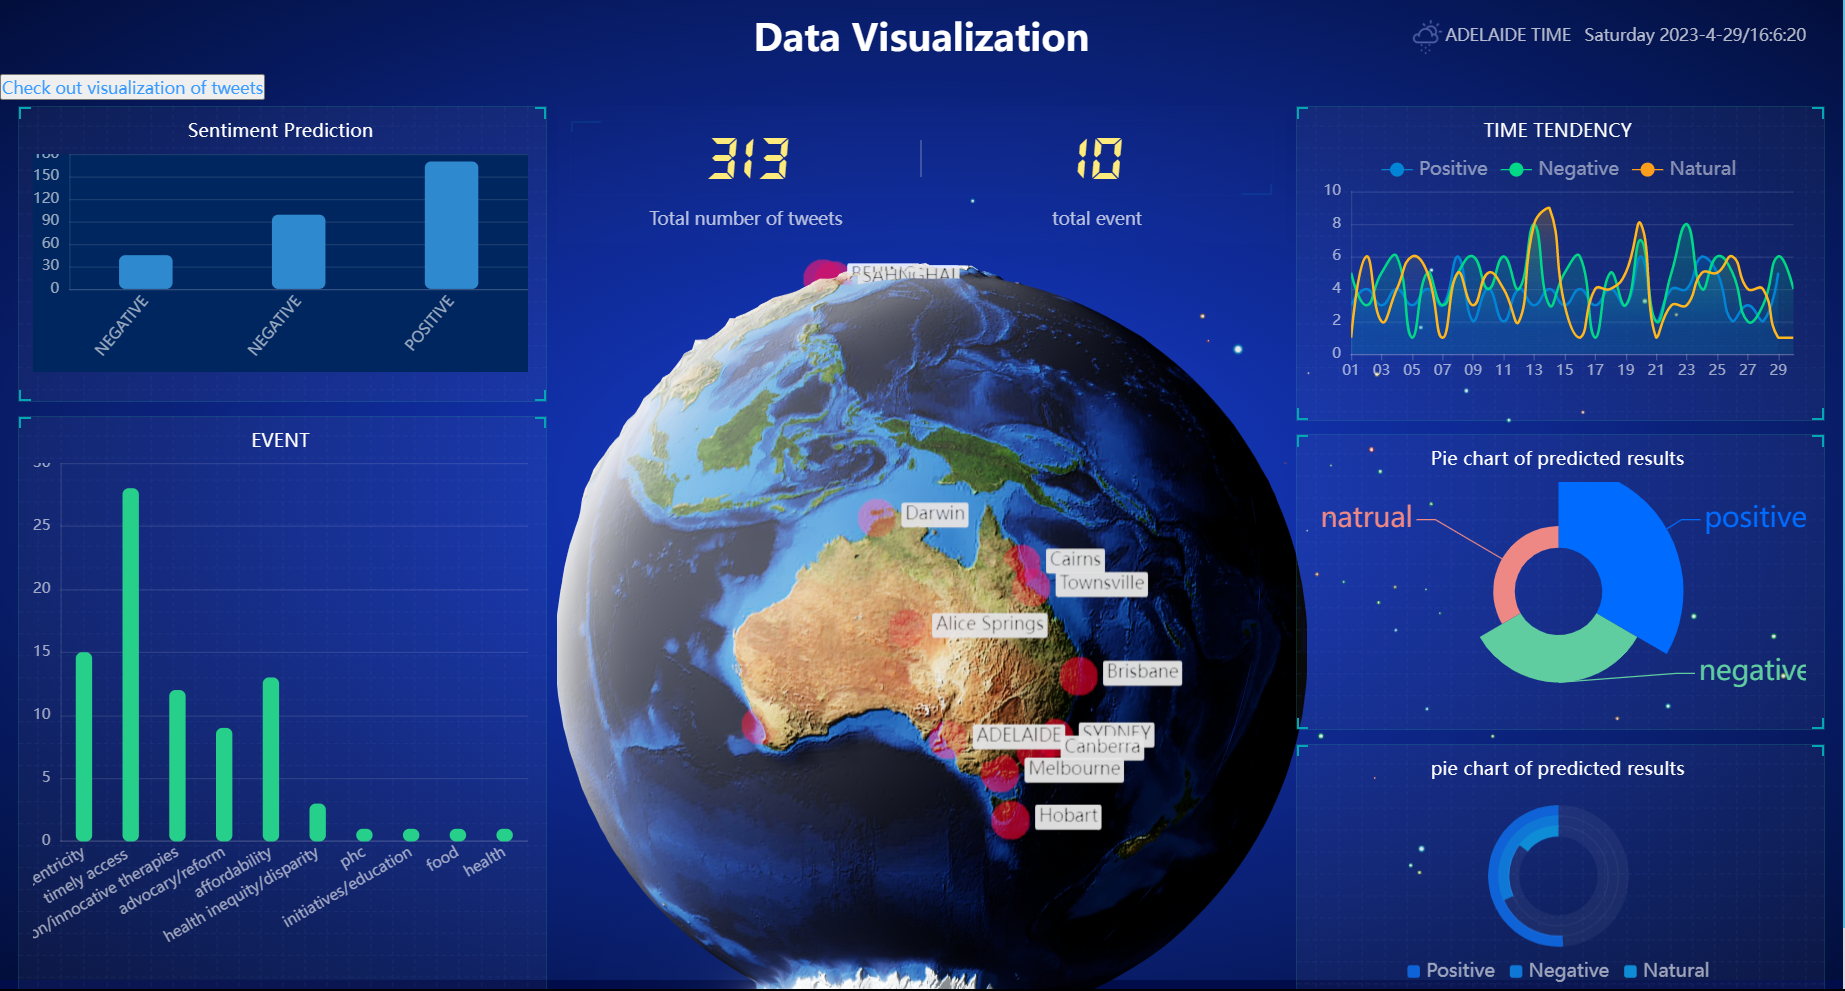 Data Visualization
ADELAIDE TIME Saturday 2023-4-29/16:6:20
Check out visualization of tweets
Sentiment Prediction
180
150
120
90
60
30
0
NEGATIVE
NEGATIVE
POSITIVE
EVENT
30
25
20
15
10
5
0
entricity
timely access
on/innocative therapies
advocary/reform
affordability
health inequity/disparity
phc
initiatives/education
food
health
313
10
Total number of tweets
total event
SAHNGHAI
Darwin
Cairns
Townsville
Alice Springs
Brisbane
ADELAIDE
SYDNEY
Canberra
Melbourne
Hobart
TIME TENDENCY
Positive Negative Natural
10
8
6
4
2
0
01 03 05 07 09 11 13 15 17 19 21 23 25 27 29
Pie chart of predicted results
natrual
positive
negative
pie chart of predicted results
Positive Negative Natural